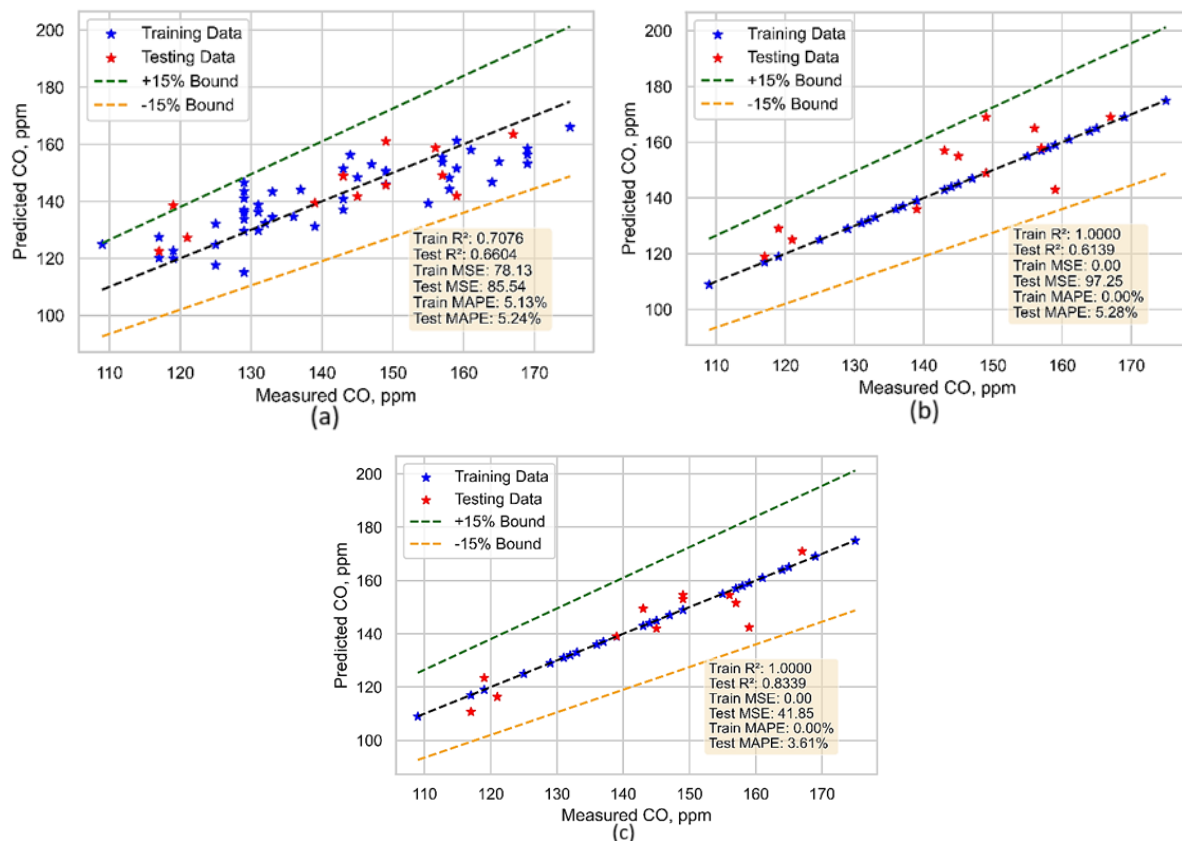 (a)
Training Data
Testing Data
+15% Bound
-15% Bound
200
180
160
140
120
100
Predicted CO, ppm
Train R²: 0.7076
Test R²: 0.6604
Train MSE: 78.13
Test MSE: 85.54
Train MAPE: 5.13%
Test MAPE: 5.24%
110 120 130 140 150 160 170
Measured CO, ppm
(a)
Training Data
Testing Data
+15% Bound
-15% Bound
200
180
160
140
120
100
Predicted CO, ppm
Train R²: 1.0000
Test R²: 0.6139
Train MSE: 0.00
Test MSE: 97.25
Train MAPE: 0.00%
Test MAPE: 5.28%
110 120 130 140 150 160 170
Measured CO, ppm
(b)
Training Data
Testing Data
+15% Bound
-15% Bound
200
180
160
140
120
100
Predicted CO, ppm
Train R²: 1.0000
Test R²: 0.8339
Train MSE: 0.00
Test MSE: 41.85
Train MAPE: 0.00%
Test MAPE: 3.61%
110 120 130 140 150 160 170
Measured CO, ppm
(c)